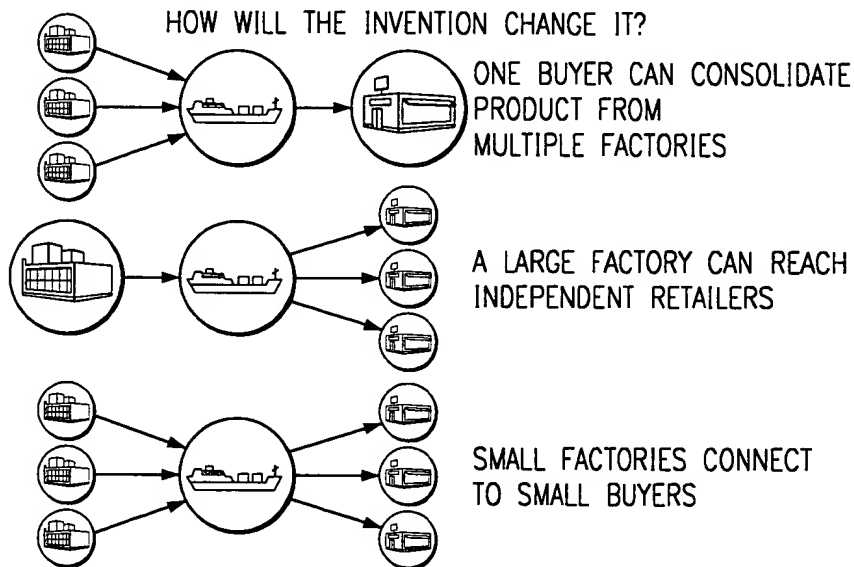 HOW WILL THE INVENTION CHANGE IT?
ONE BUYER CAN CONSOLIDATE
PRODUCT FROM
MULTIPLE FACTORIES
A LARGE FACTORY CAN REACH
INDEPENDENT RETAILERS
SMALL FACTORIES CONNECT
TO SMALL BUYERS